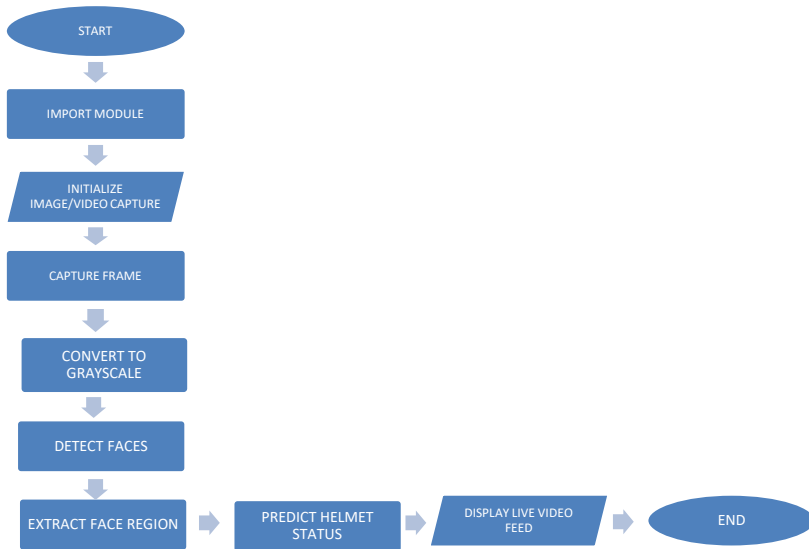 START
IMPORT MODULE
INITIALIZE
IMAGE/VIDEO CAPTURE
CAPTURE FRAME
CONVERT TO
GRAYSCALE
DETECT FACES
EXTRACT FACE REGION
PREDICT HELMET
STATUS
DISPLAY LIVE VIDEO
FEED
END